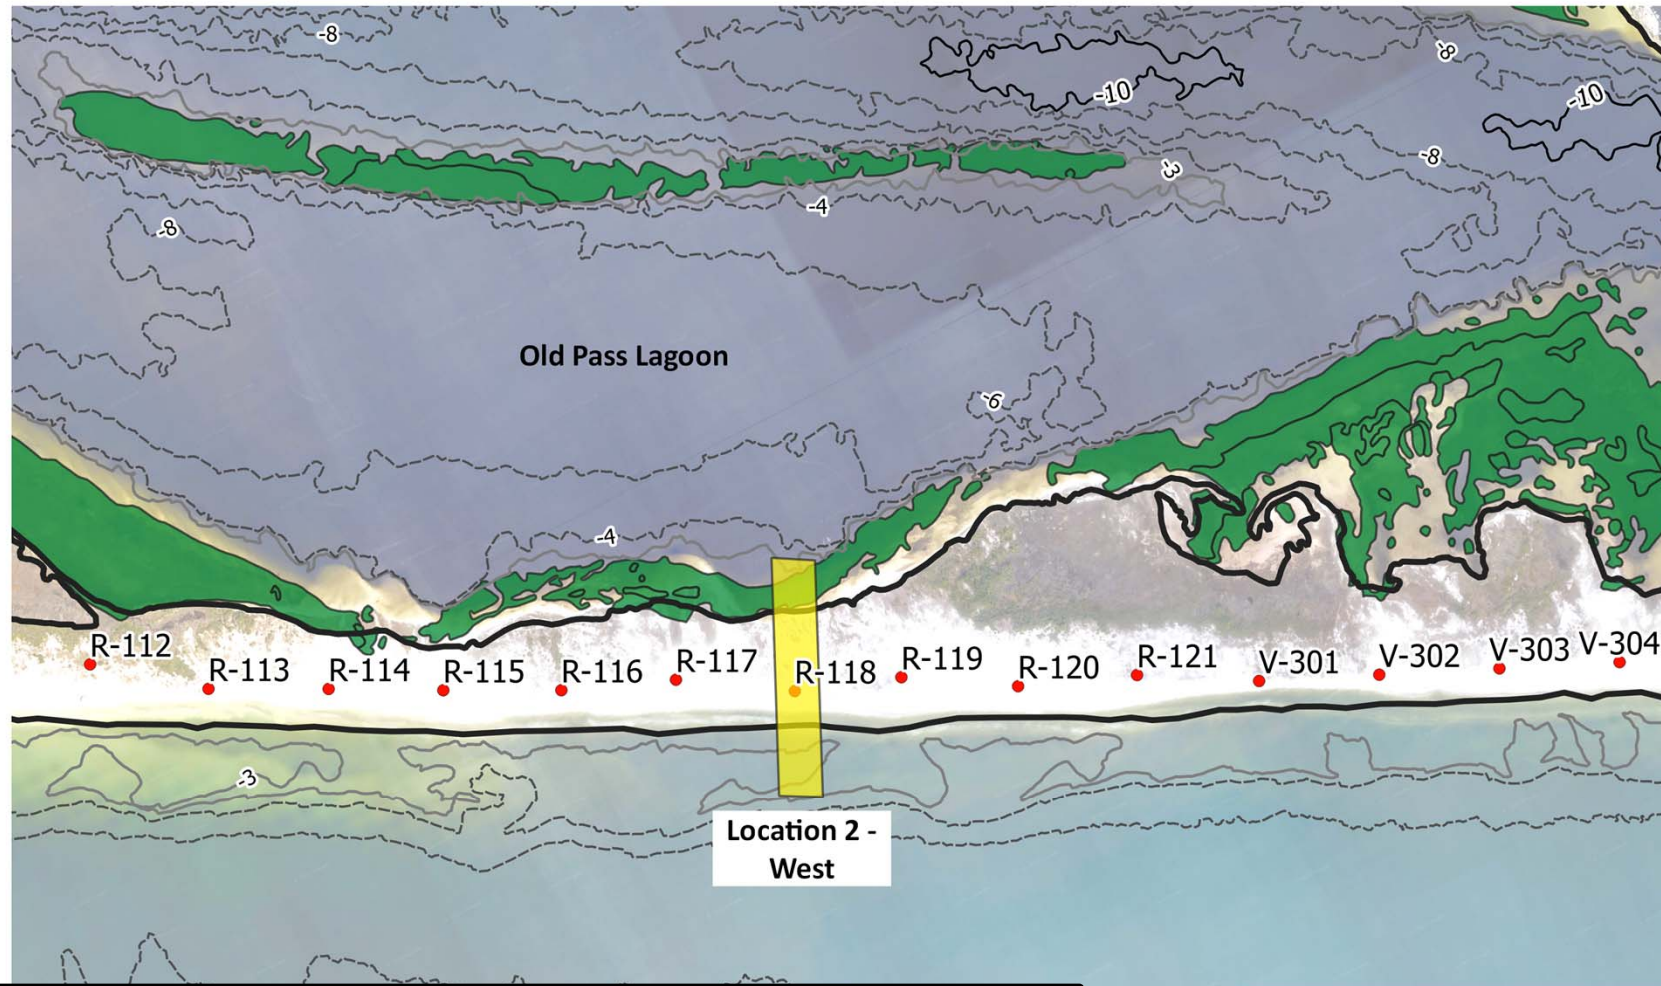 -8
-8
-10
-10
-8
-3
-4
-8
Old Pass Lagoon
-6
-4
R-112
R-113
R-114
R-115
R-116
R-117
R-118
R-119
R-120
R-121
V-301
V-302
V-303
V-304
-3
Location 2 -
West